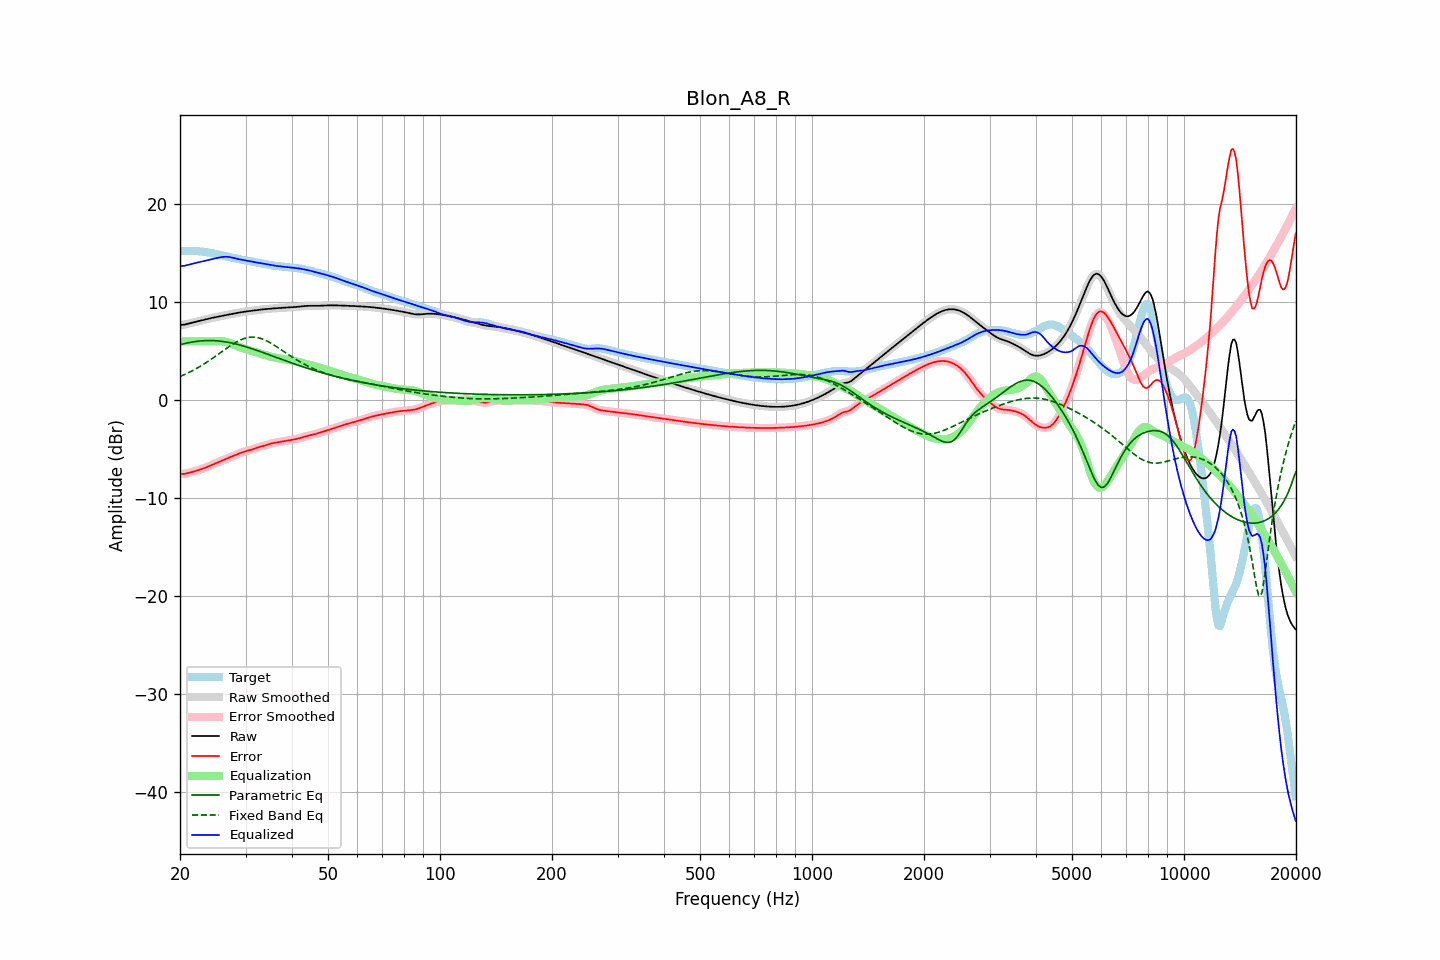 Blon_A8_R
Amplitude (dBr)
20
10
0
−10
−20
−30
−40
Target
Raw Smoothed
Error Smoothed
Raw
Error
Equalization
Parametric Eq
Fixed Band Eq
Equalized
20 50 100 200 500 1000 2000 5000 10000 20000
Frequency (Hz)